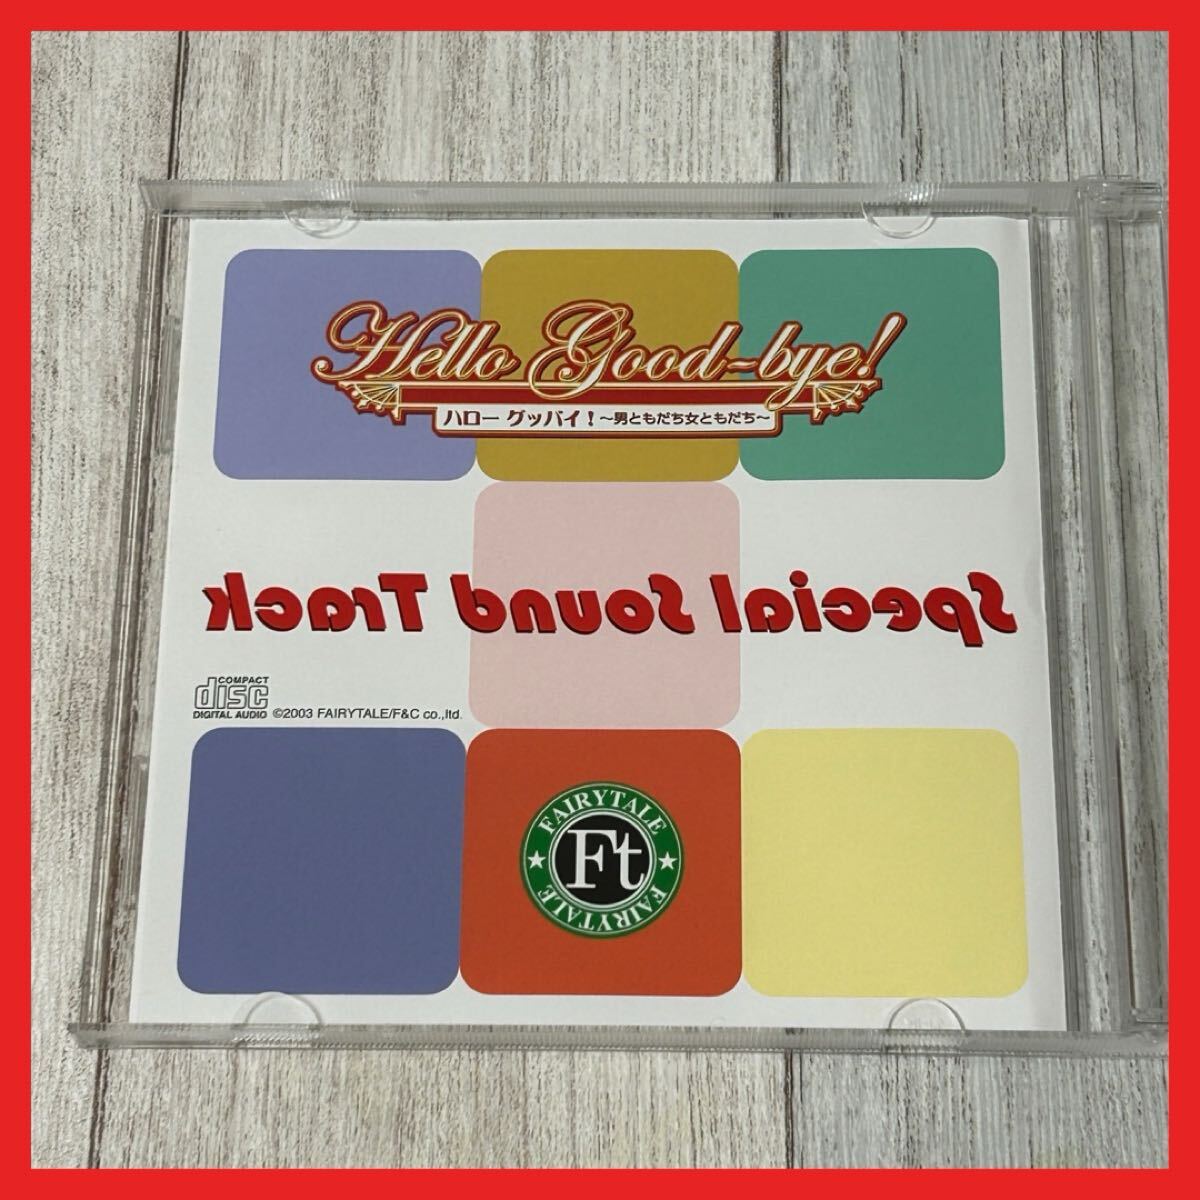 Hello Good-bye!
ハロー グッバイ！～男ともだち女ともだち～
Special Sound Track
COMPACT
disc
DIGITAL AUDIO
©2003 FAIRYTALE/F&C co.,ltd.
FAIRYTALE
Ft
FAIRYTALE